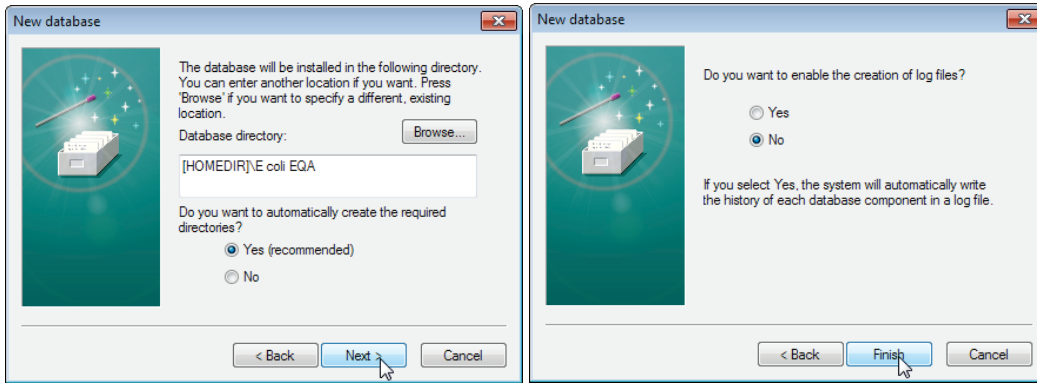 New database
The database will be installed in the following directory.
You can enter another location if you want. Press
'Browse' if you want to specify a different, existing
location.
Database directory:
Browse...
[HOMEDIR]\E coli EQA
Do you want to automatically create the required
directories?
Yes (recommended)
No
< Back
Next >
Cancel
New database
Do you want to enable the creation of log files?
Yes
No
If you select Yes, the system will automatically write
the history of each database component in a log file.
< Back
Finish
Cancel